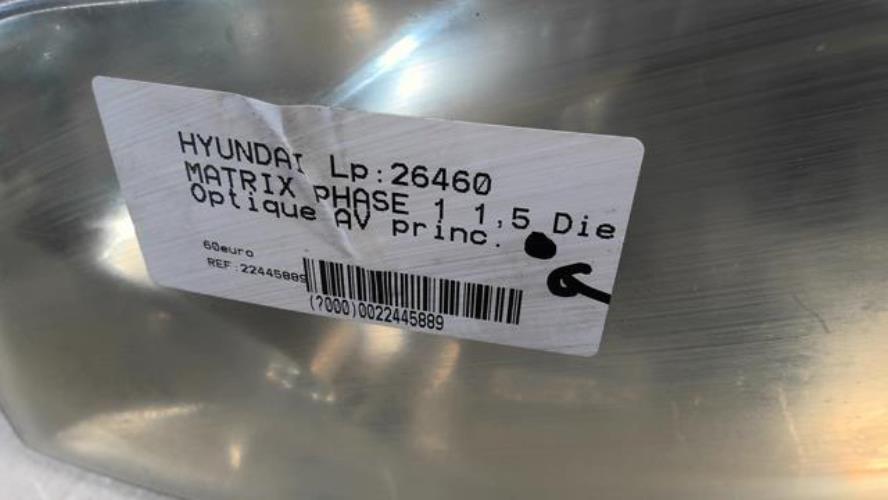 HYUNDAI Lp:26460
MATRIX PHASE 1 1,5 Die
Optique AV princ.
60euro
REF:22445889
(?000)0022445889